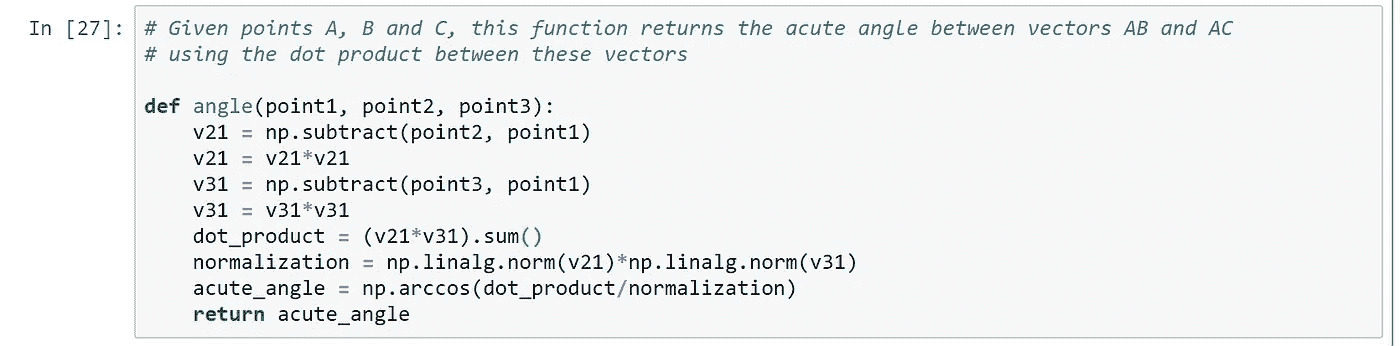 In [27]: # Given points A, B and C, this function returns the acute angle between vectors AB and AC
# using the dot product between these vectors
def angle(point1, point2, point3):
    v21 = np.subtract(point2, point1)
    v21 = v21*v21
    v31 = np.subtract(point3, point1)
    v31 = v31*v31
    dot_product = (v21*v31).sum()
    normalization = np.linalg.norm(v21)*np.linalg.norm(v31)
    acute_angle = np.arccos(dot_product/normalization)
    return acute_angle